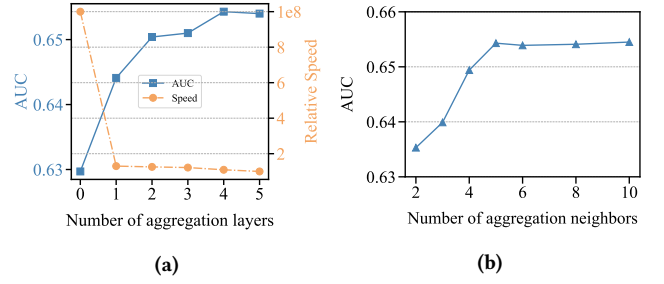 AUC
0.65
0.64
0.63
0 1 2 3 4 5
Number of aggregation layers
AUC
Speed
1e8
8
6
4
2
Relative Speed
(a)
AUC
0.66
0.65
0.64
0.63
2 4 6 8 10
Number of aggregation neighbors
(b)